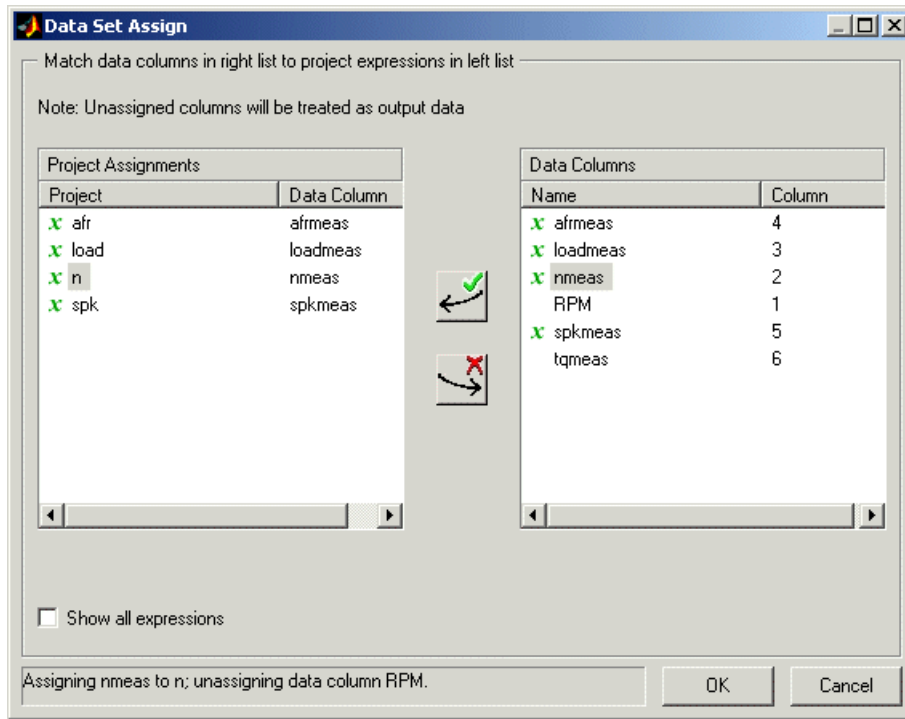 Data Set Assign
Match data columns in right list to project expressions in left list
Note: Unassigned columns will be treated as output data
Project Assignments
Project Data Column
x afr afrmeas
x load loadmeas
x n nmeas
x spk spkmeas
Data Columns
Name Column
x afrmeas 4
x loadmeas 3
x nmeas 2
RPM 1
x spkmeas 5
tqmeas 6
Show all expressions
Assigning nmeas to n; unassigning data column RPM.
OK
Cancel